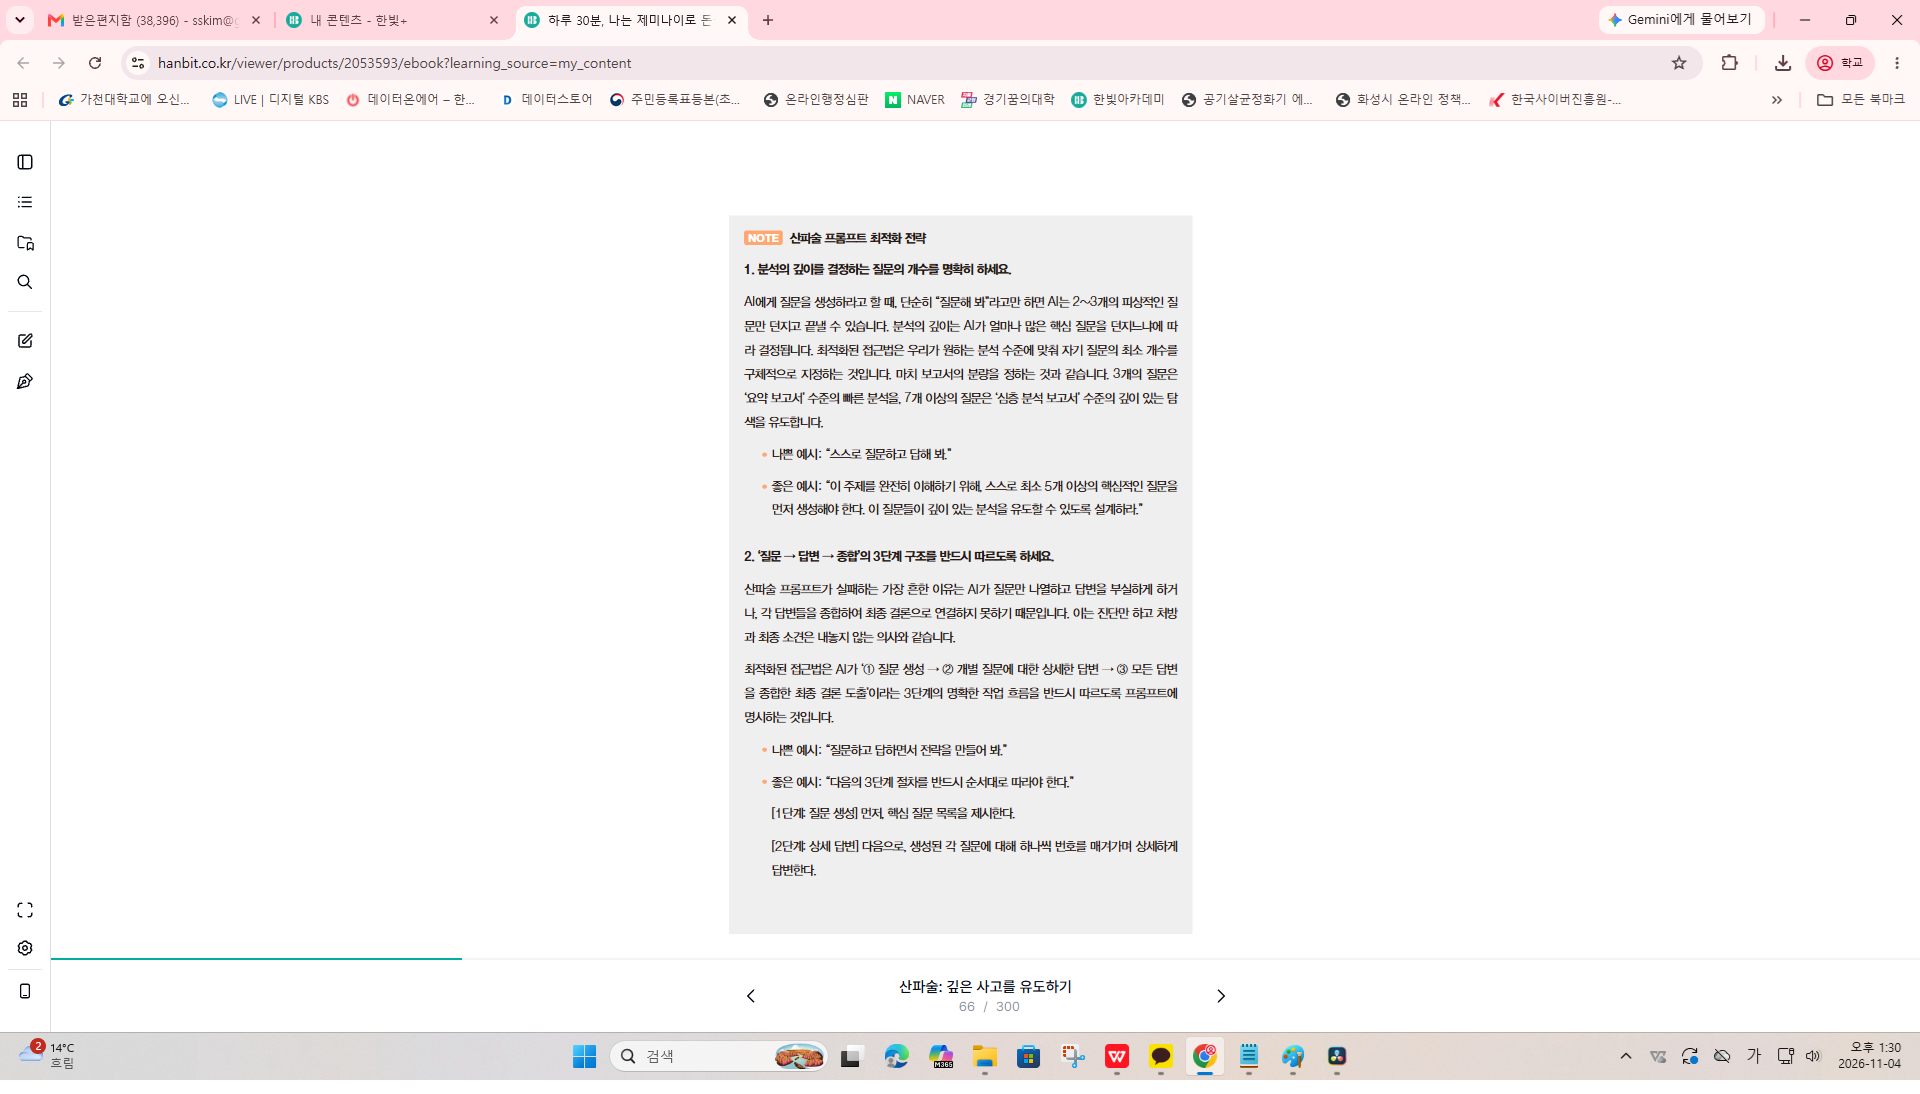 받은편지함 (38,396) - sskim@g
내 콘텐츠 - 한빛+
하루 30분, 나는 제미나이로 돈
Gemini에게 물어보기
hanbit.co.kr/viewer/products/2053593/ebook?learning_source=my_content
학교
가천대학교에 오신...
LIVE | 디지털 KBS
데이터온에어 – 한...
데이터스토어
주민등록표등본(초...
온라인행정심판
NAVER
경기꿈의대학
한빛아카데미
공기살균정화기 에...
화성시 온라인 정책...
한국사이버진흥원-...
모든 북마크
NOTE 산파술 프롬프트 최적화 전략
1. 분석의 깊이를 결정하는 질문의 개수를 명확히 하세요.
AI에게 질문을 생성하라고 할 때, 단순히 “질문해 봐”라고만 하면 AI는 2~3개의 피상적인 질
문만 던지고 끝낼 수 있습니다. 분석의 깊이는 AI가 얼마나 많은 핵심 질문을 던지느냐에 따
라 결정됩니다. 최적화된 접근법은 우리가 원하는 분석 수준에 맞춰 자기 질문의 최소 개수를
구체적으로 지정하는 것입니다. 마치 보고서의 분량을 정하는 것과 같습니다. 3개의 질문은
‘요약 보고서’ 수준의 빠른 분석을, 7개 이상의 질문은 ‘심층 분석 보고서’ 수준의 깊이 있는 탐
색을 유도합니다.
• 나쁜 예시: “스스로 질문하고 답해 봐.”
• 좋은 예시: “이 주제를 완전히 이해하기 위해, 스스로 최소 5개 이상의 핵심적인 질문을
먼저 생성해야 한다. 이 질문들이 깊이 있는 분석을 유도할 수 있도록 설계하라.”
2. ‘질문 → 답변 → 종합’의 3단계 구조를 반드시 따르도록 하세요.
산파술 프롬프트가 실패하는 가장 흔한 이유는 AI가 질문만 나열하고 답변을 부실하게 하거
나, 각 답변들을 종합하여 최종 결론으로 연결하지 못하기 때문입니다. 이는 진단만 하고 처방
과 최종 소견은 내놓지 않는 의사와 같습니다.
최적화된 접근법은 AI가 ‘① 질문 생성 → ② 개별 질문에 대한 상세한 답변 → ③ 모든 답변
을 종합한 최종 결론 도출’이라는 3단계의 명확한 작업 흐름을 반드시 따르도록 프롬프트에
명시하는 것입니다.
• 나쁜 예시: “질문하고 답하면서 전략을 만들어 봐.”
• 좋은 예시: “다음의 3단계 절차를 반드시 순서대로 따라야 한다.”
[1단계: 질문 생성] 먼저, 핵심 질문 목록을 제시한다.
[2단계: 상세 답변] 다음으로, 생성된 각 질문에 대해 하나씩 번호를 매겨가며 상세하게
답변한다.
산파술: 깊은 사고를 유도하기
66 / 300
2
14°C
흐림
검색
M365
가
오후 1:30
2026-11-04